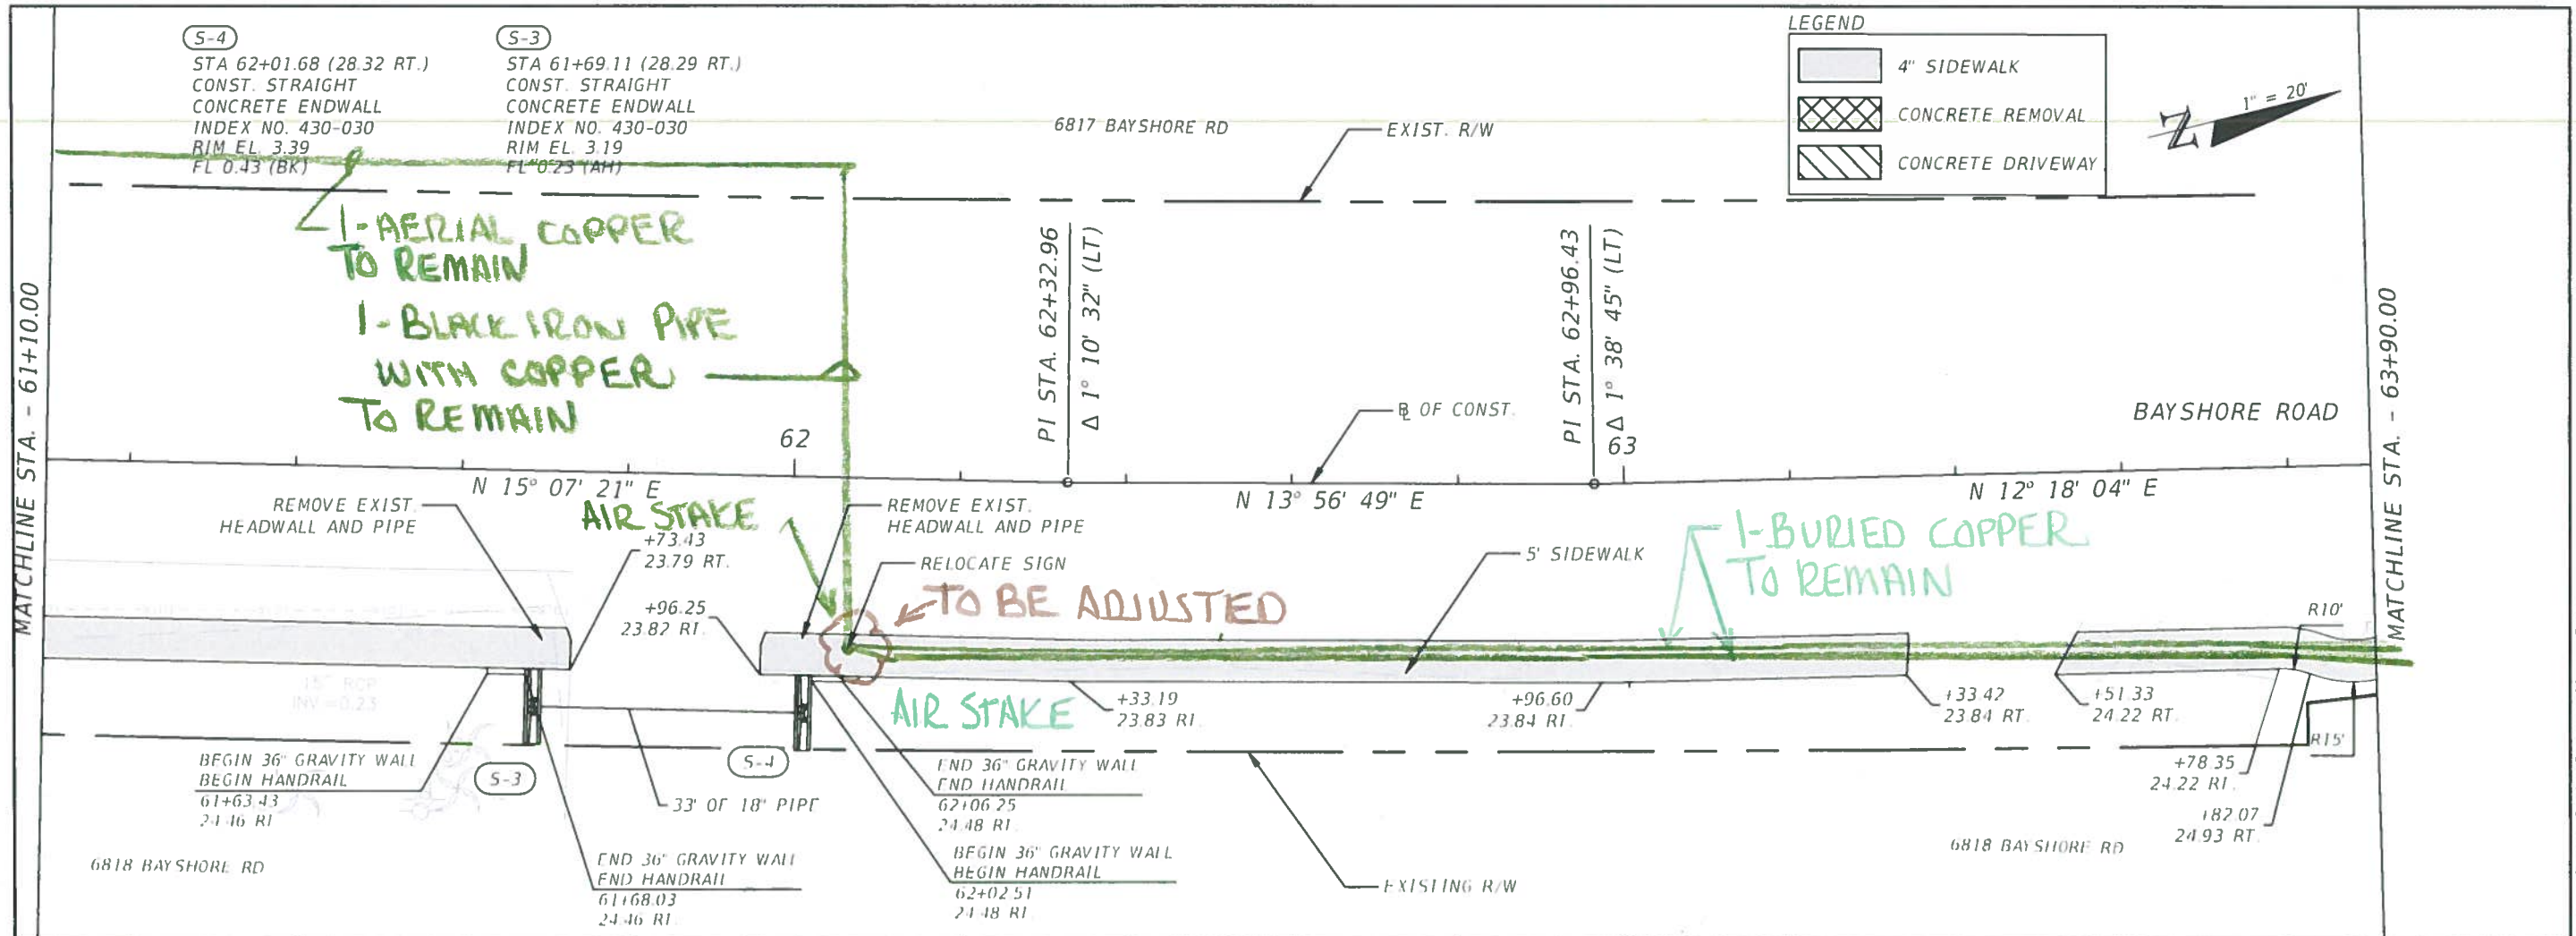 LEGEND
4" SIDEWALK
CONCRETE REMOVAL
CONCRETE DRIVEWAY
N
1" = 20'
S-4
STA 62+01.68 (28.32 RT.)
CONST. STRAIGHT
CONCRETE ENDWALL
INDEX NO. 430-030
RIM EL. 3.39
FL 0.43 (BK)
S-3
STA 61+69.11 (28.29 RT.)
CONST. STRAIGHT
CONCRETE ENDWALL
INDEX NO. 430-030
RIM EL. 3.19
FL 0.23 (AH)
6817 BAYSHORE RD
EXIST. R/W
1-AERIAL COPPER
TO REMAIN
1-BLACK IRON PIPE
WITH COPPER
TO REMAIN
PI STA. 62+32.96
Δ 1° 10' 32" (LT)
PI STA. 62+96.43
Δ 1° 38' 45" (LT)
MATCHLINE STA. - 61+10.00
MATCHLINE STA. - 63+90.00
BAYSHORE ROAD
℄ OF CONST.
62
63
N 15° 07' 21" E
N 13° 56' 49" E
N 12° 18' 04" E
REMOVE EXIST.
HEADWALL AND PIPE
AIR STAKE
REMOVE EXIST.
HEADWALL AND PIPE
+73.43
23.79 RT.
RELOCATE SIGN
5' SIDEWALK
1-BURIED COPPER
TO REMAIN
TO BE ADJUSTED
+96.25
23.82 RT.
R10'
15" RCP
INV=0.23
AIR STAKE
+33.19
23.83 RT.
+96.60
23.84 RT.
+33.42
23.84 RT.
+51.33
24.22 RT.
R15'
+78.35
24.22 RT.
+82.07
24.93 RT.
BEGIN 36" GRAVITY WALL
BEGIN HANDRAIL
61+63.43
24.46 RT
S-3
S-4
33' OF 18" PIPE
END 36" GRAVITY WALL
END HANDRAIL
62+06.25
24.48 RT.
BEGIN 36" GRAVITY WALL
BEGIN HANDRAIL
62+02.51
24.48 RT.
END 36" GRAVITY WALL
END HANDRAIL
61+68.03
24.46 RT.
EXISTING R/W
6818 BAYSHORE RD
6818 BAYSHORE RD